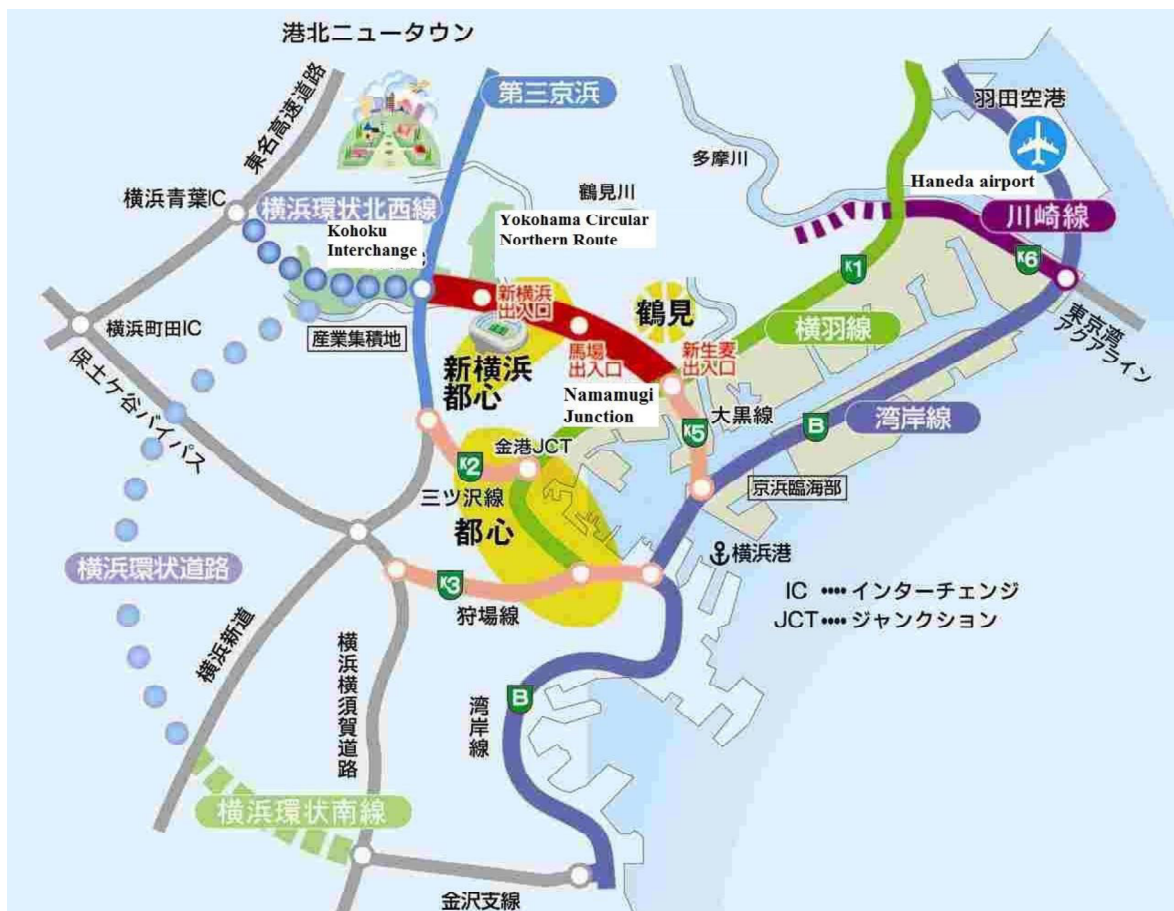 港北ニュータウン
第三京浜
羽田空港
東名高速道路
多摩川
Haneda airport
横浜青葉IC
横浜環状北西線
鶴見川
川崎線
Kohoku
Interchange
Yokohama Circular
Northern Route
K1
K6
新横浜
出入口
鶴見
横羽線
東京湾
アクアライン
横浜町田IC
産業集積地
馬場
出入口
新生麦
出入口
新横浜
都心
Namamugi
Junction
大黒線
湾岸線
保土ケ谷バイパス
金港JCT
K5
B
K2
三ツ沢線
京浜臨海部
都心
横浜港
横浜環状道路
K3
狩場線
IC ••••インターチェンジ
JCT••••ジャンクション
横浜新道
横浜横須賀道路
湾岸線
B
横浜環状南線
金沢支線